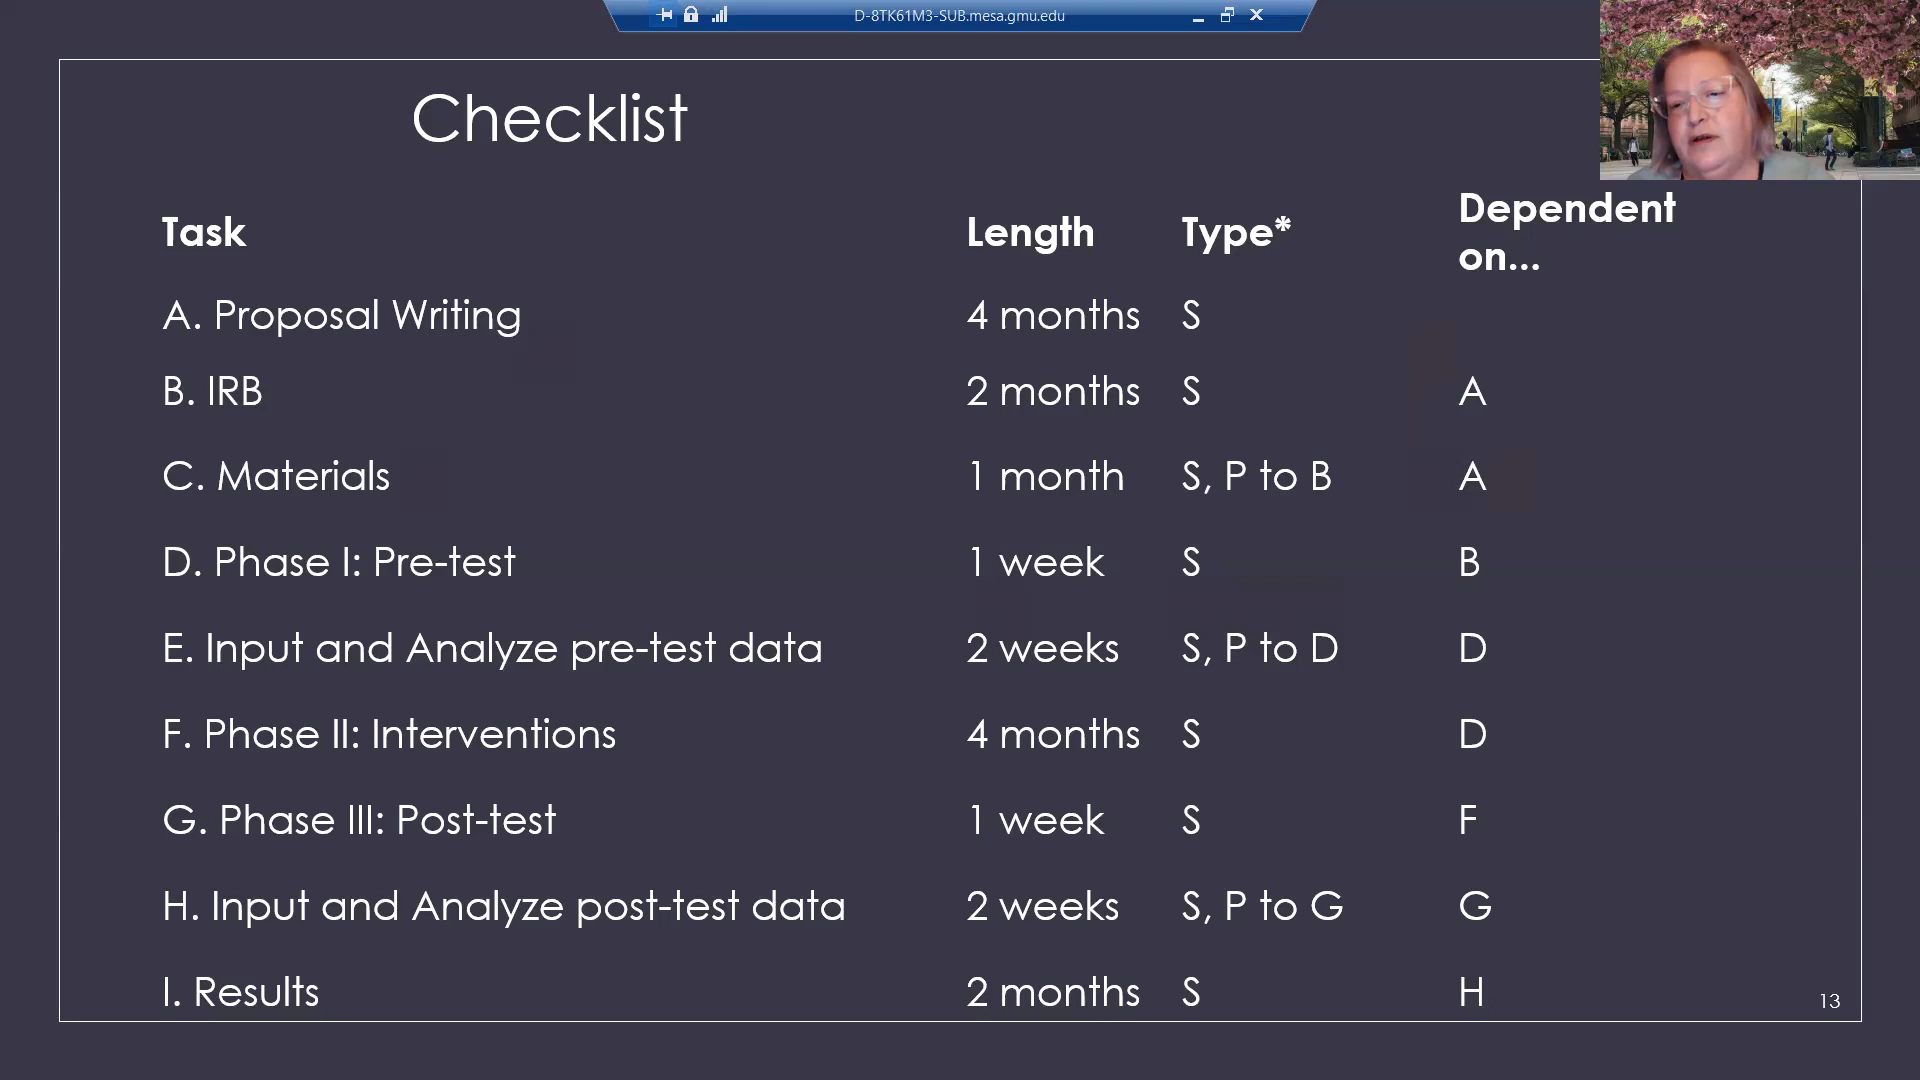 D-8TK61M3-SUB.mesa.gmu.edu
Checklist
Task Length Type* Dependent on...
A. Proposal Writing 4 months S
B. IRB 2 months S A
C. Materials 1 month S, P to B A
D. Phase I: Pre-test 1 week S B
E. Input and Analyze pre-test data 2 weeks S, P to D D
F. Phase II: Interventions 4 months S D
G. Phase III: Post-test 1 week S F
H. Input and Analyze post-test data 2 weeks S, P to G G
I. Results 2 months S H
13